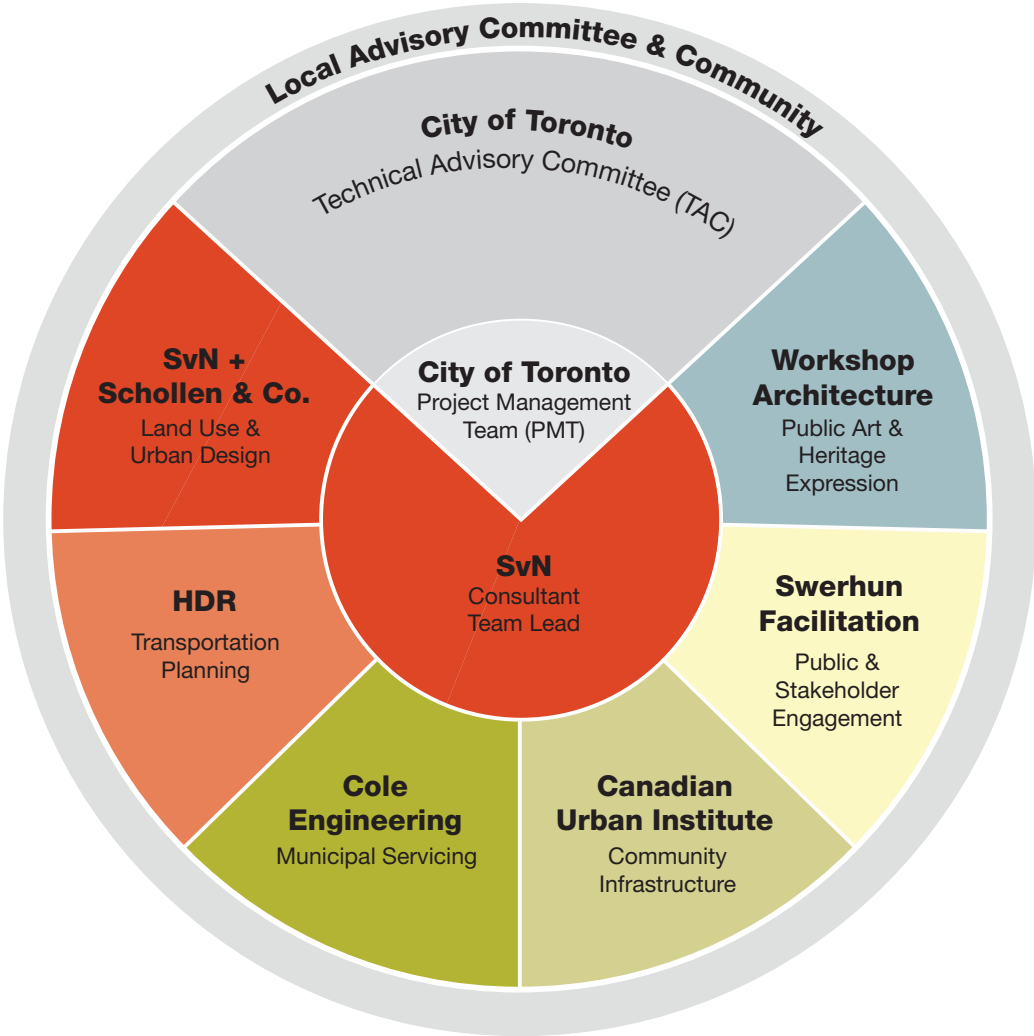 Local Advisory Committee & Community
City of Toronto
Technical Advisory Committee (TAC)
SvN +
Schollen & Co.
Land Use &
Urban Design
City of Toronto
Project Management
Team (PMT)
Workshop
Architecture
Public Art &
Heritage
Expression
SvN
Consultant
Team Lead
HDR
Transportation
Planning
Swerhun
Facilitation
Public &
Stakeholder
Engagement
Cole
Engineering
Municipal Servicing
Canadian
Urban Institute
Community
Infrastructure